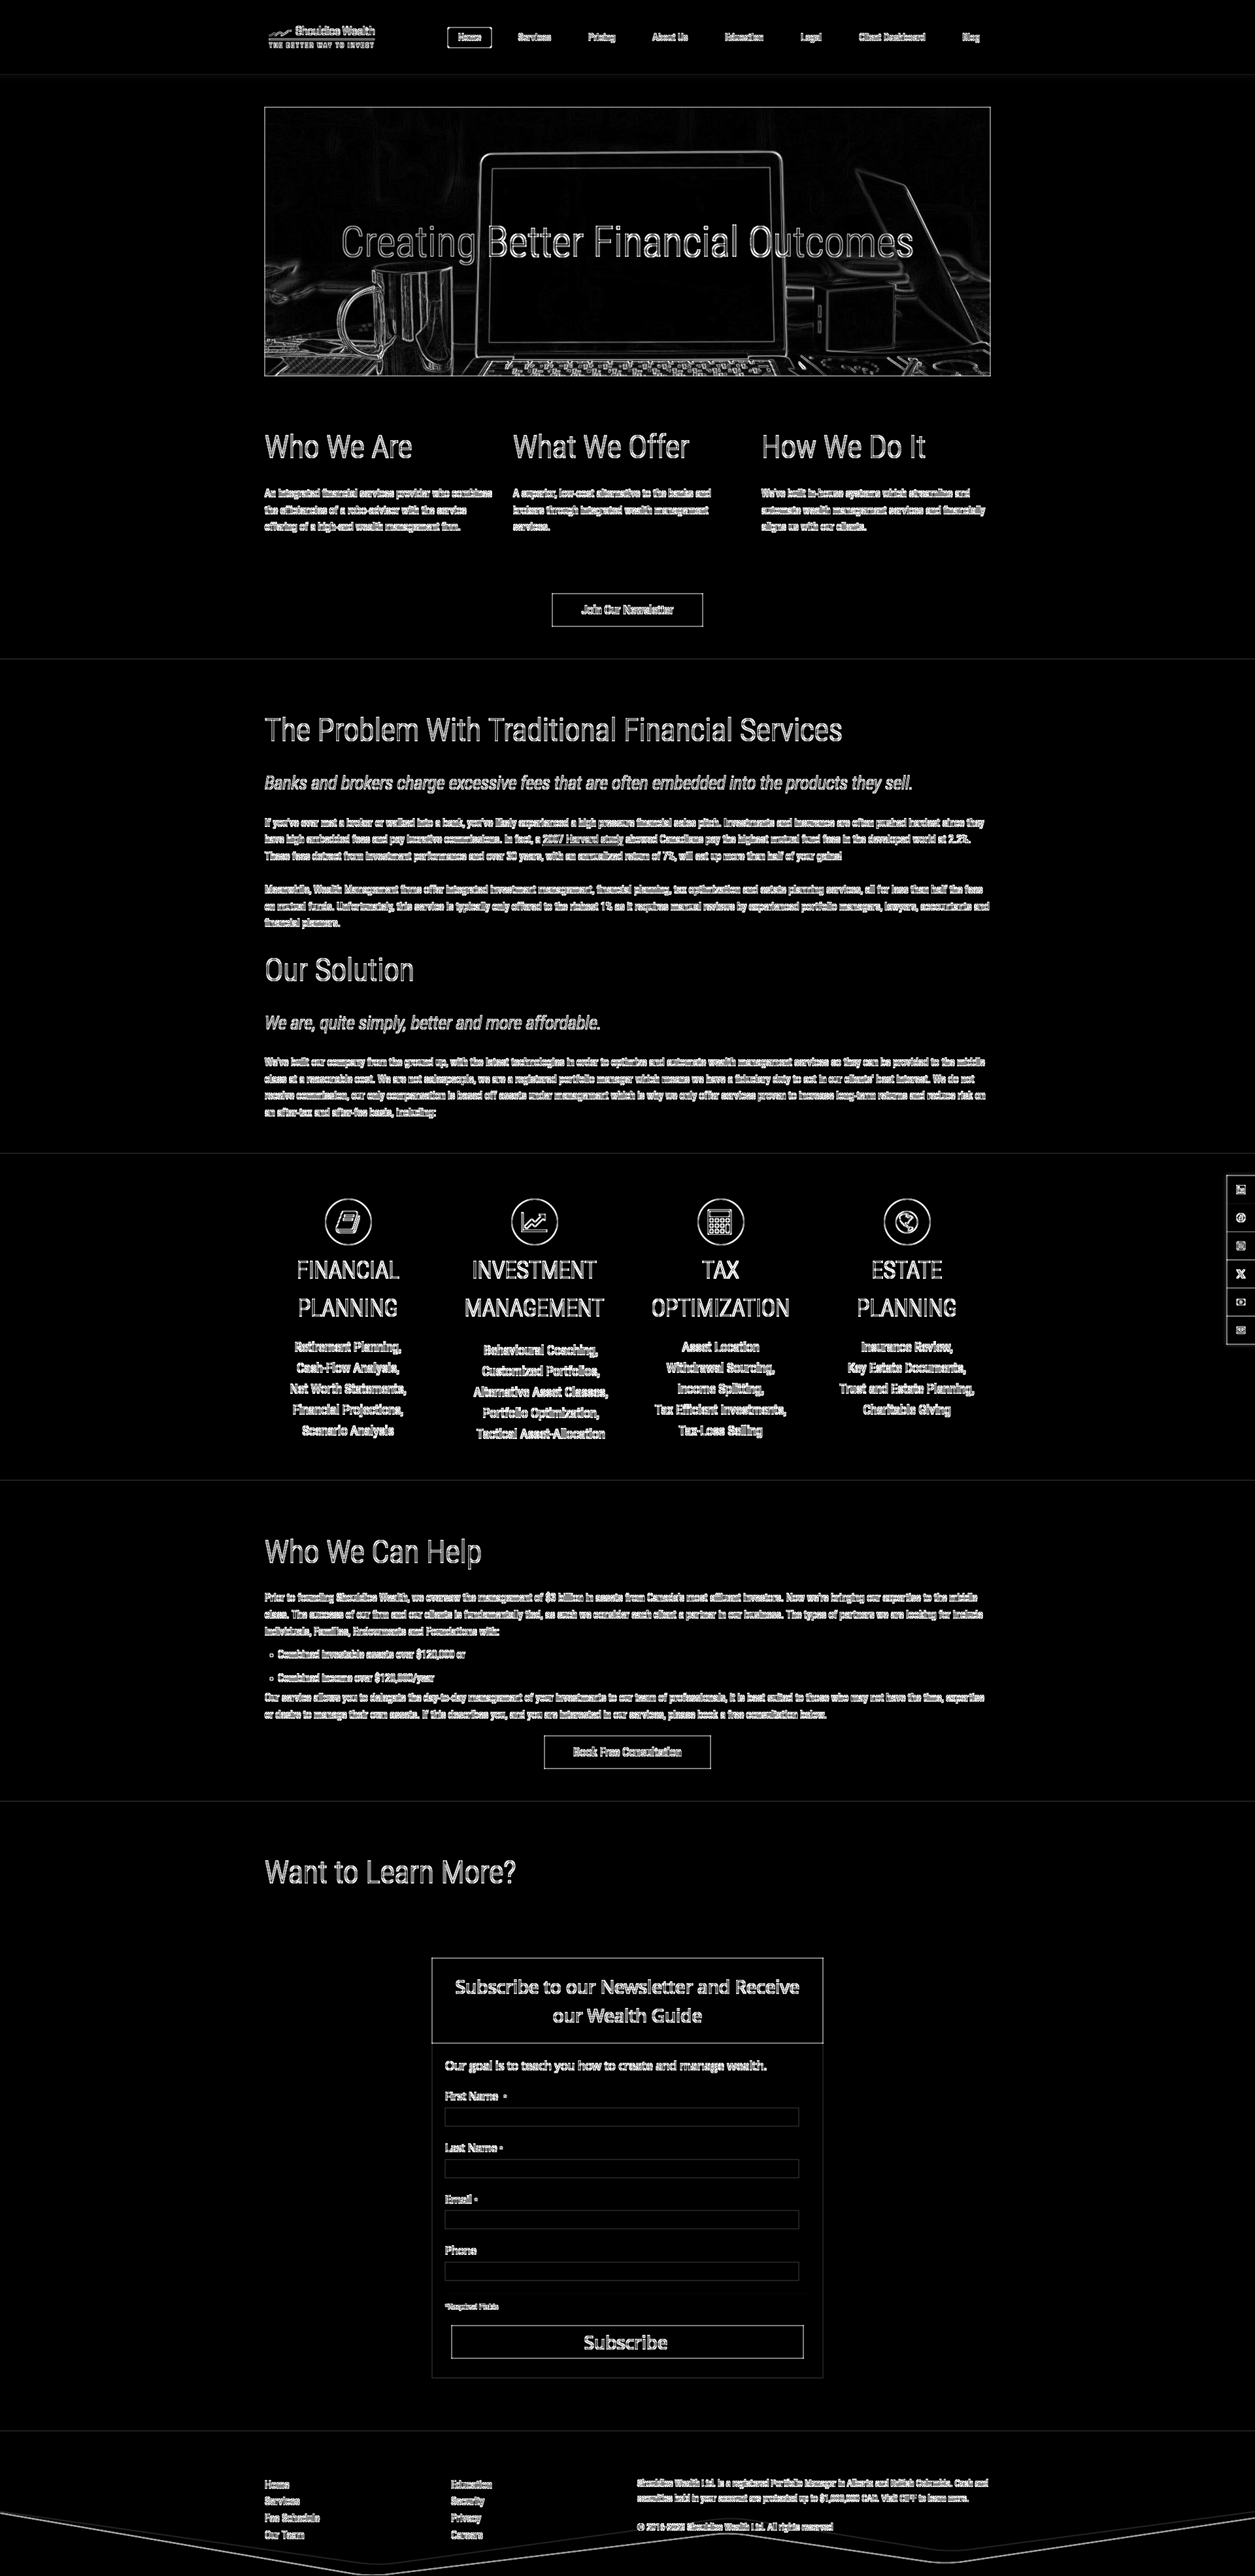 Shouldice Wealth
THE BETTER WAY TO INVEST
Home Services Pricing About Us Education Legal Client Dashboard Blog
Creating Better Financial Outcomes
Who We Are
An integrated financial services provider who combines
the efficiencies of a robo-advisor with the service
offering of a high-end wealth management firm.
What We Offer
A superior, low-cost alternative to the banks and
brokers through integrated wealth management
services.
How We Do It
We've built in-house systems which streamline and
automate wealth management services and financially
aligns us with our clients.
Join Our Newsletter
The Problem With Traditional Financial Services
Banks and brokers charge excessive fees that are often embedded into the products they sell.
If you've ever met a broker or walked into a bank, you've likely experienced a high pressure financial sales pitch. Investments and insurance are often pushed hardest since they
have high embedded fees and pay lucrative commissions. In fact, a 2007 Harvard study showed Canadians pay the highest mutual fund fees in the developed world at 2.2%.
These fees detract from investment performance and over 30 years, with an annualized return of 7%, will eat up more than half of your gains!
Meanwhile, Wealth Management firms offer integrated investment management, financial planning, tax optimization and estate planning services, all for less than half the fees
on mutual funds. Unfortunately, this service is typically only offered to the richest 1% as it requires manual reviews by experienced portfolio managers, lawyers, accountants and
financial planners.
Our Solution
We are, quite simply, better and more affordable.
We've built our company from the ground up, with the latest technologies in order to optimize and automate wealth management services so they can be provided to the middle
class at a reasonable cost. We are not salespeople, we are a registered portfolio manager which means we have a fiduciary duty to act in our clients' best interest. We do not
receive commission, our only compensation is based off assets under management which is why we only offer services proven to increase long-term returns and reduce risk on
an after-tax and after-fee basis, including:
FINANCIAL
PLANNING
Retirement Planning,
Cash-Flow Analysis,
Net Worth Statements,
Financial Projections,
Scenario Analysis
INVESTMENT
MANAGEMENT
Behavioural Coaching,
Customized Portfolios,
Alternative Asset Classes,
Portfolio Optimization,
Tactical Asset-Allocation
TAX
OPTIMIZATION
Asset Location
Withdrawal Sourcing,
Income Splitting,
Tax Efficient Investments,
Tax-Loss Selling
ESTATE
PLANNING
Insurance Review,
Key Estate Documents,
Trust and Estate Planning,
Charitable Giving
Who We Can Help
Prior to founding Shouldice Wealth, we oversaw the management of $3 billion in assets from Canada's most affluent investors. Now we're bringing our expertise to the middle
class. The success of our firm and our clients is fundamentally tied, as such we consider each client a partner in our business. The types of partners we are looking for include
Individuals, Families, Endowments and Foundations with:
Combined investable assets over $120,000 or
Combined income over $120,000/year
Our service allows you to delegate the day-to-day management of your investments to our team of professionals, it is best suited to those who may not have the time, expertise
or desire to manage their own assets. If this describes you, and you are interested in our services, please book a free consultation below.
Book Free Consultation
Want to Learn More?
Subscribe to our Newsletter and Receive
our Wealth Guide
Our goal is to teach you how to create and manage wealth.
First Name *
Last Name *
Email *
Phone
*Required Fields
Subscribe
Home
Services
Fee Schedule
Our Team
Education
Security
Privacy
Careers
Shouldice Wealth Ltd. is a registered Portfolio Manager in Alberta and British Columbia. Cash and
securities held in your account are protected up to $1,000,000 CAD. Visit CIPF to learn more.
Shouldice Wealth Ltd. All rights reserved